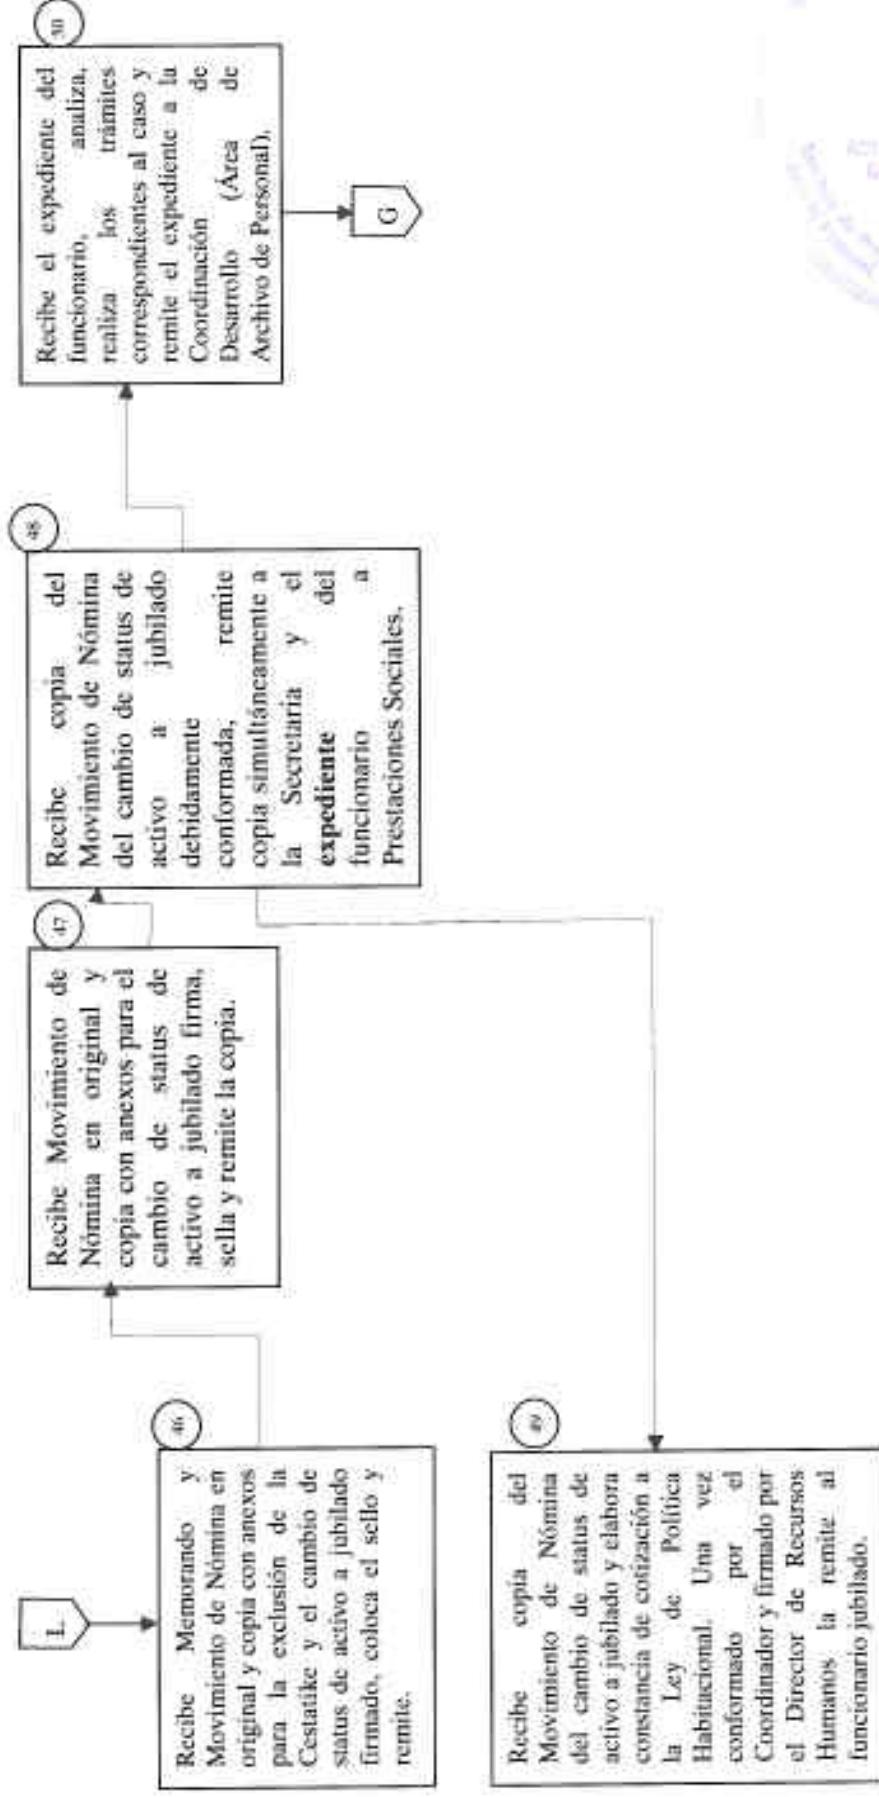 L
46
Recibe Memorando y
Movimiento de Nómina en
original y copia con anexos
para la exclusión de la
Cestatike y el cambio de
status de activo a jubilado
firmado, coloca el sello y
remite.
47
Recibe Movimiento de
Nómina en original y
copia con anexos para el
cambio de status de
activo a jubilado firma,
sella y remite la copia.
48
Recibe copia del
Movimiento de Nómina
del cambio de status de
activo a jubilado
debidamente
conformada, remite
copia simultáneamente a
la Secretaria y el
expediente del
funcionario a
Prestaciones Sociales.
50
Recibe el expediente del
funcionario, analiza,
realiza los trámites
correspondientes al caso y
remite el expediente a la
Coordinación de
Desarrollo (Área de
Archivo de Personal).
G
49
Recibe copia del
Movimiento de Nómina
del cambio de status de
activo a jubilado y elabora
constancia de cotización a
la Ley de Política
Habitacional. Una vez
conformado por el
Coordinador y firmado por
el Director de Recursos
Humanos la remite al
funcionario jubilado.